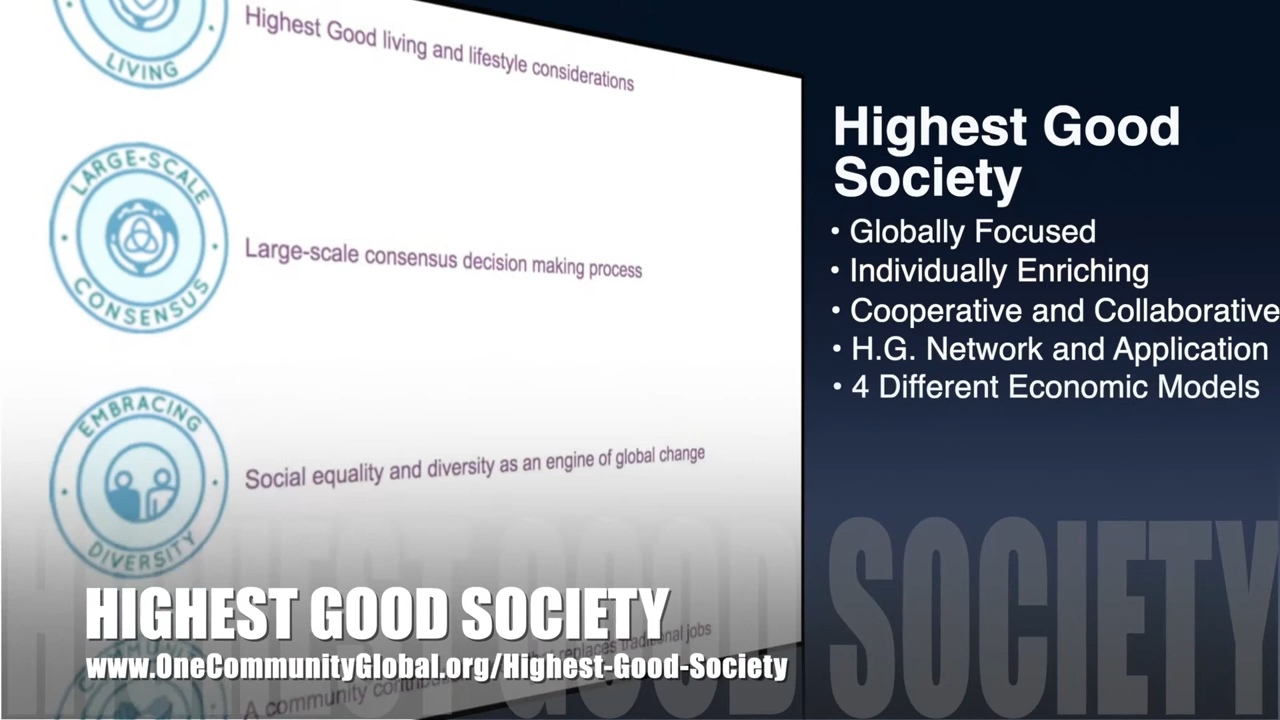 LIVING
Highest Good living and lifestyle considerations
LARGE-SCALE
CONSENSUS
Large-scale consensus decision making process
EMBRACING
DIVERSITY
Social equality and diversity as an engine of global change
A community replaces traditional jobs
Highest Good
Society
• Globally Focused
• Individually Enriching
• Cooperative and Collaborative
• H.G. Network and Application
• 4 Different Economic Models
HIGHEST GOOD SOCIETY
HIGHEST GOOD SOCIETY
www.OneCommunityGlobal.org/Highest-Good-Society